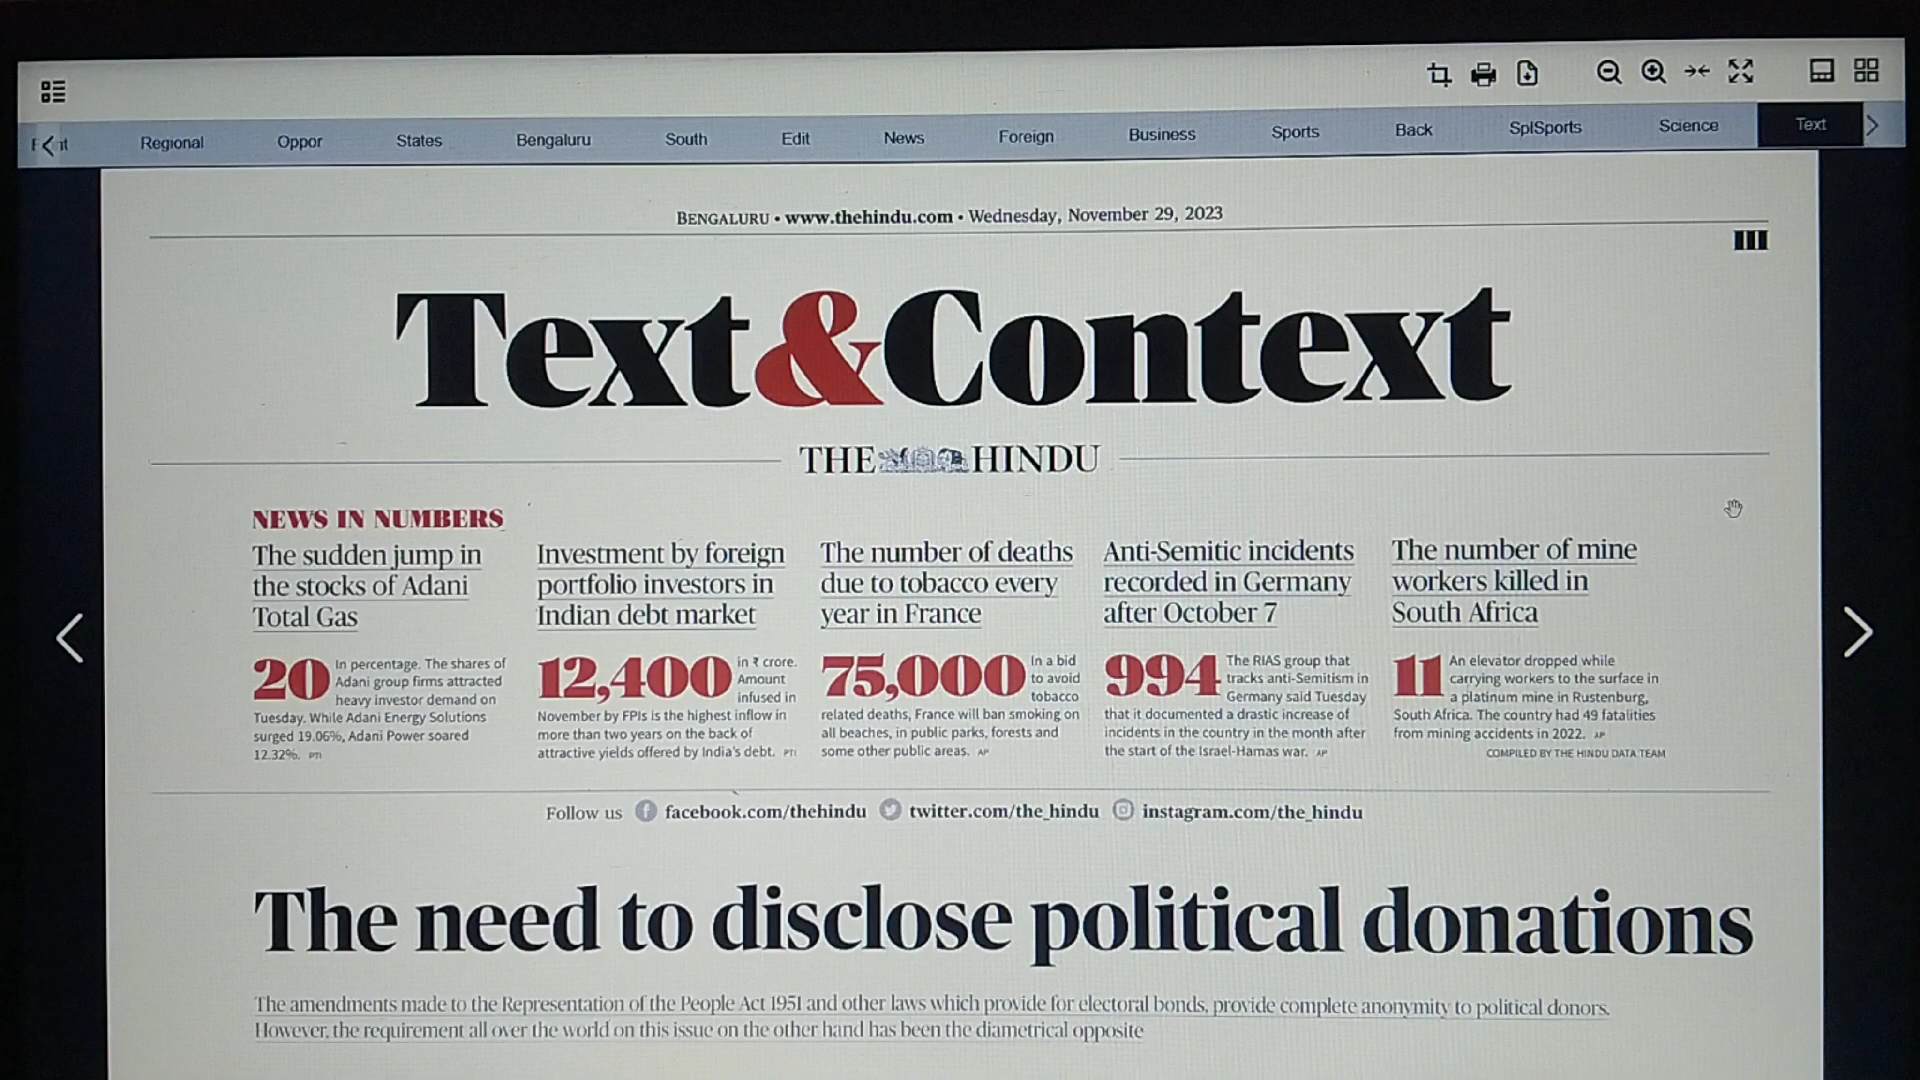 Regional Oppor States Bengaluru South Edit News Foreign Business Sports Back SplSports Science Text
BENGALURU • www.thehindu.com • Wednesday, November 29, 2023
III
Text&Context
THE HINDU
NEWS IN NUMBERS
The sudden jump in
the stocks of Adani
Total Gas
20 In percentage. The shares of
Adani group firms attracted
heavy investor demand on
Tuesday. While Adani Energy Solutions
surged 19.06%, Adani Power soared
12.32%. PTI
Investment by foreign
portfolio investors in
Indian debt market
12,400 in ₹ crore.
Amount
infused in
November by FPIs is the highest inflow in
more than two years on the back of
attractive yields offered by India's debt. PTI
The number of deaths
due to tobacco every
year in France
75,000 In a bid
to avoid
tobacco
related deaths, France will ban smoking on
all beaches, in public parks, forests and
some other public areas. AP
Anti-Semitic incidents
recorded in Germany
after October 7
994 The RIAS group that
tracks anti-Semitism in
Germany said Tuesday
that it documented a drastic increase of
incidents in the country in the month after
the start of the Israel-Hamas war. AP
The number of mine
workers killed in
South Africa
11 An elevator dropped while
carrying workers to the surface in
a platinum mine in Rustenburg,
South Africa. The country had 49 fatalities
from mining accidents in 2022. AP
COMPILED BY THE HINDU DATA TEAM
Follow us facebook.com/thehindu twitter.com/the_hindu instagram.com/the_hindu
The need to disclose political donations
The amendments made to the Representation of the People Act 1951 and other laws which provide for electoral bonds, provide complete anonymity to political donors.
However, the requirement all over the world on this issue on the other hand has been the diametrical opposite